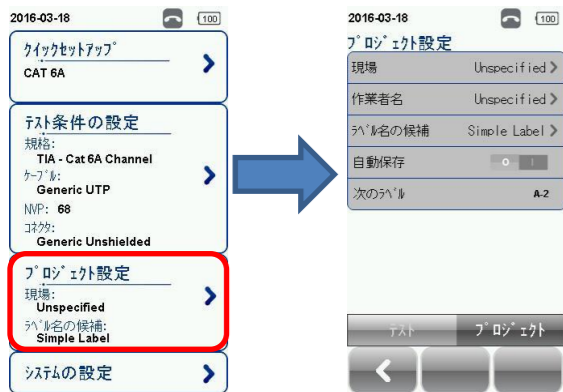 2016-03-18
100
ｸｲｯｸｾｯﾄｱｯﾌﾟ
CAT 6A
ﾃｽﾄ条件の設定
規格:
TIA - Cat 6A Channel
ｹｰﾌﾞﾙ:
Generic UTP
NVP: 68
ｺﾈｸﾀ:
Generic Unshielded
ﾌﾟﾛｼﾞｪｸﾄ設定
現場:
Unspecified
ﾗﾍﾞﾙ名の候補:
Simple Label
ｼｽﾃﾑの設定
2016-03-18
100
ﾌﾟﾛｼﾞｪｸﾄ設定
現場 Unspecified
作業者名 Unspecified
ﾗﾍﾞﾙ名の候補 Simple Label
自動保存 O I
次のﾗﾍﾞﾙ A-2
ﾃｽﾄ ﾌﾟﾛｼﾞｪｸﾄ